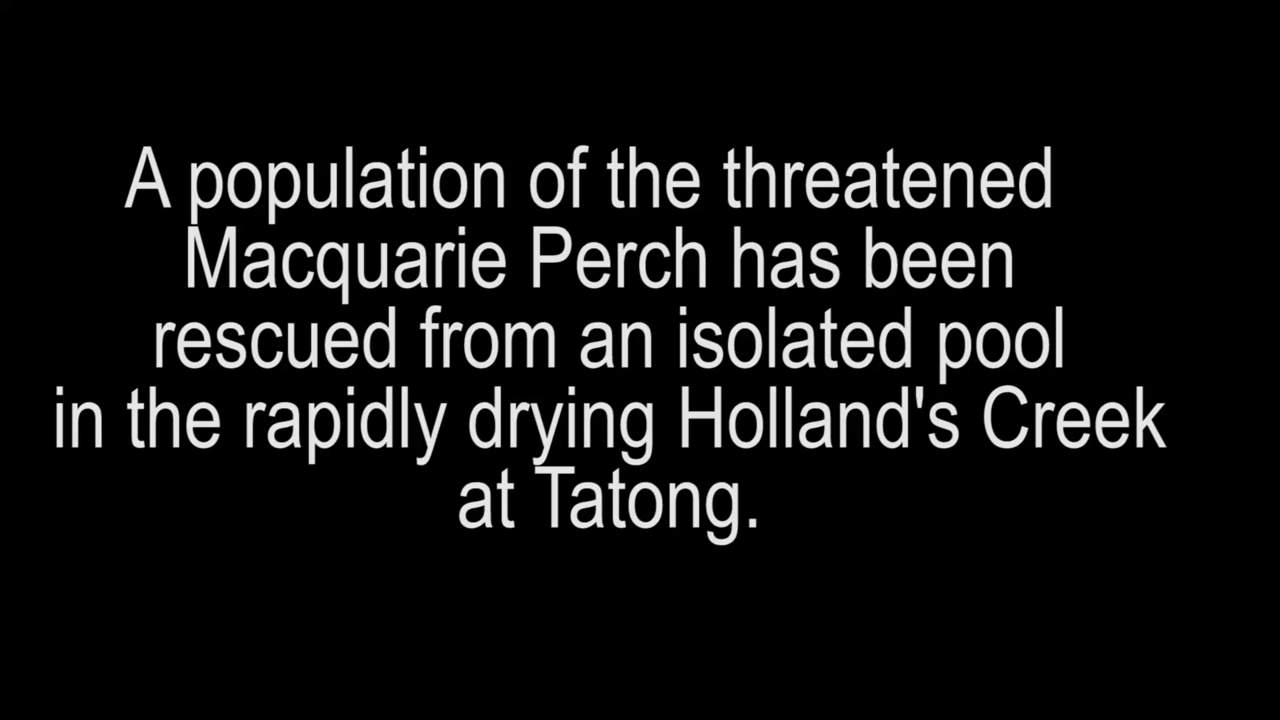 A population of the threatened
Macquarie Perch has been
rescued from an isolated pool
in the rapidly drying Holland's Creek
at Tatong.